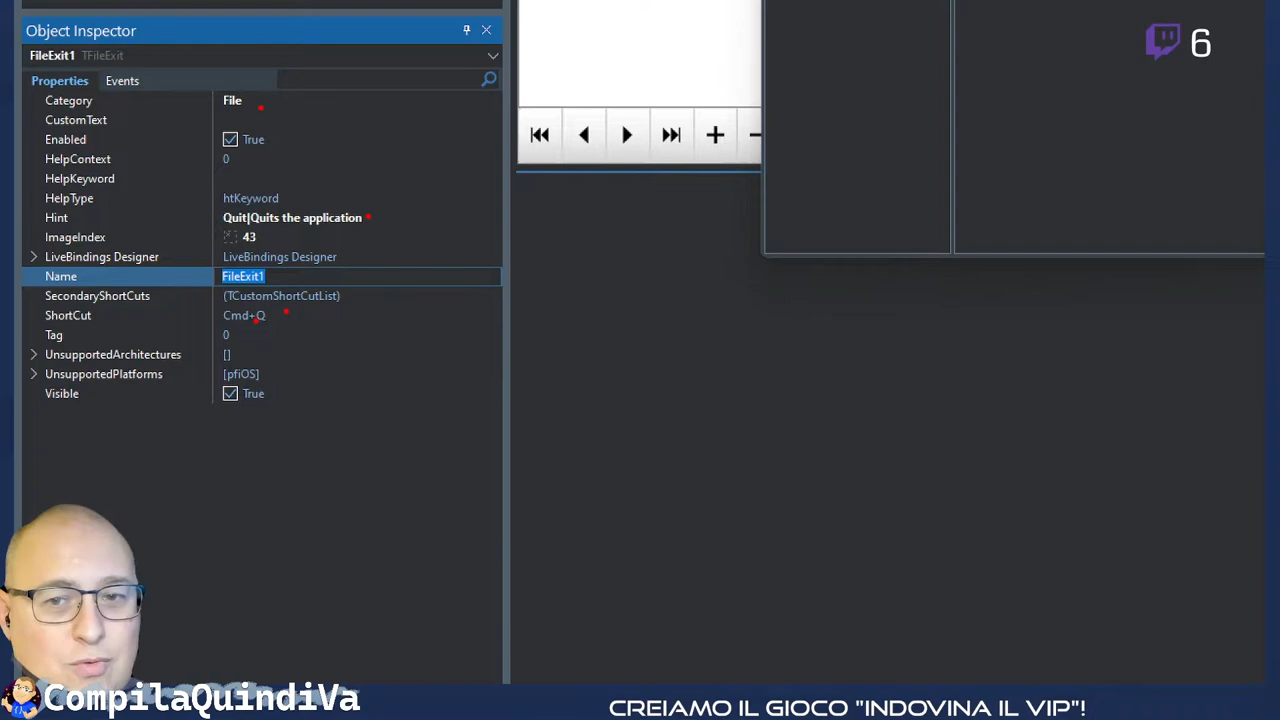 Object Inspector
FileExit1 TFileExit
Properties Events
Category File
CustomText
Enabled True
HelpContext 0
HelpKeyword
HelpType htKeyword
Hint Quit|Quits the application
ImageIndex 43
LiveBindings Designer LiveBindings Designer
Name FileExit1
SecondaryShortCuts (TCustomShortCutList)
ShortCut Cmd+Q
Tag 0
UnsupportedArchitectures []
UnsupportedPlatforms [pfiOS]
Visible True
6
CompilaQuindiVa
CREIAMO IL GIOCO "INDOVINA IL VIP"!